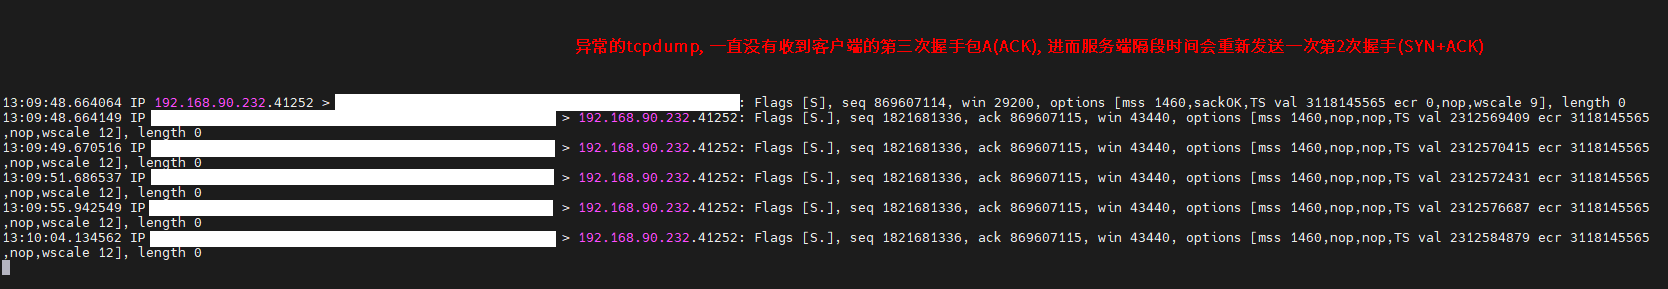 异常的tcpdump, 一直没有收到客户端的第三次握手包A(ACK), 进而服务端隔段时间会重新发送一次第2次握手(SYN+ACK)
13:09:48.664064 IP 192.168.90.232.41252 > : Flags [S], seq 869607114, win 29200, options [mss 1460,sackOK,TS val 3118145565 ecr 0,nop,wscale 9], length 0
13:09:48.664149 IP > 192.168.90.232.41252: Flags [S.], seq 1821681336, ack 869607115, win 43440, options [mss 1460,nop,nop,TS val 2312569409 ecr 3118145565
,nop,wscale 12], length 0
13:09:49.670516 IP > 192.168.90.232.41252: Flags [S.], seq 1821681336, ack 869607115, win 43440, options [mss 1460,nop,nop,TS val 2312570415 ecr 3118145565
,nop,wscale 12], length 0
13:09:51.686537 IP > 192.168.90.232.41252: Flags [S.], seq 1821681336, ack 869607115, win 43440, options [mss 1460,nop,nop,TS val 2312572431 ecr 3118145565
,nop,wscale 12], length 0
13:09:55.942549 IP > 192.168.90.232.41252: Flags [S.], seq 1821681336, ack 869607115, win 43440, options [mss 1460,nop,nop,TS val 2312576687 ecr 3118145565
,nop,wscale 12], length 0
13:10:04.134562 IP > 192.168.90.232.41252: Flags [S.], seq 1821681336, ack 869607115, win 43440, options [mss 1460,nop,nop,TS val 2312584879 ecr 3118145565
,nop,wscale 12], length 0